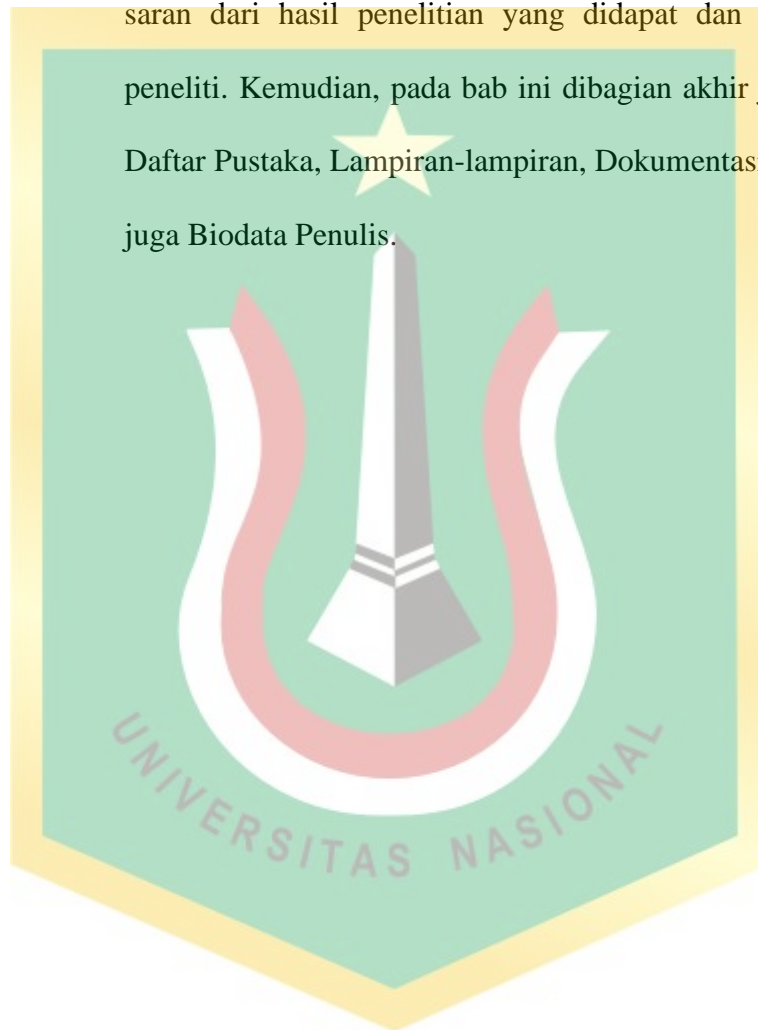 saran dari hasil penelitian yang didapat dan
peneliti. Kemudian, pada bab ini dibagian akhir
Daftar Pustaka, Lampiran-lampiran, Dokumentasi
juga Biodata Penulis.
UNIVERSITAS NASIONAL